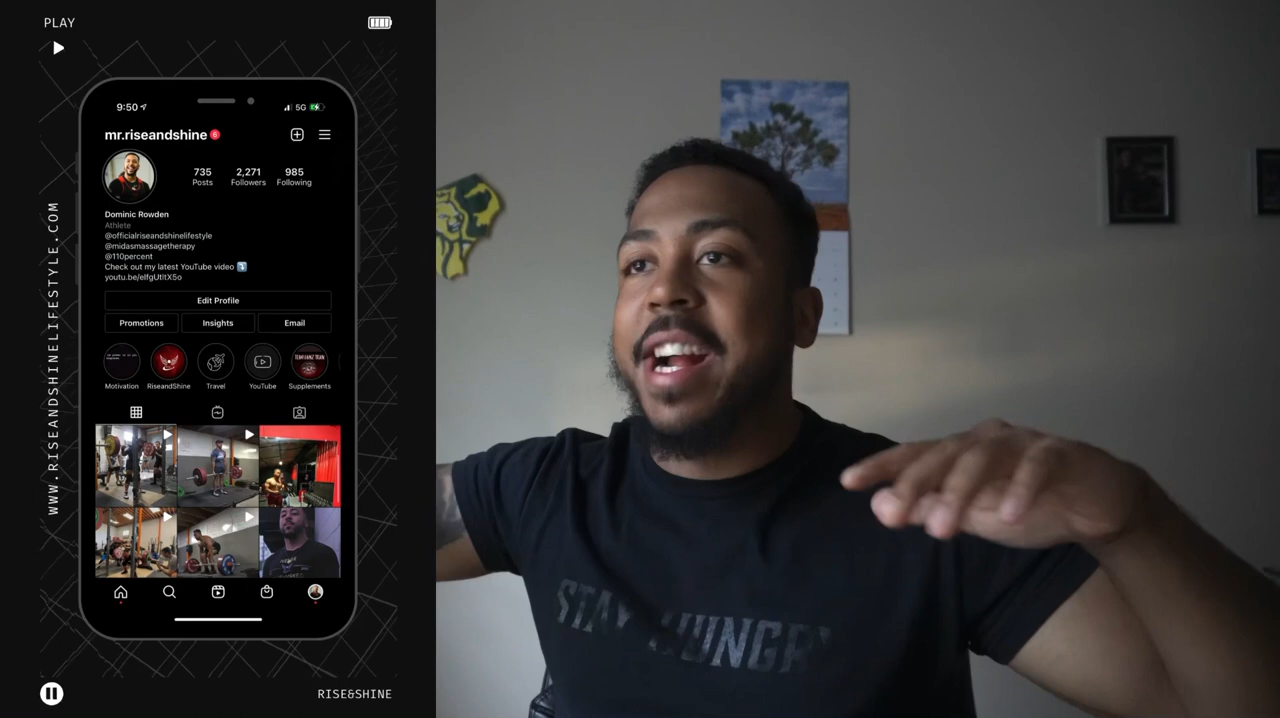 PLAY
WWW.RISEANDSHINELIFESTYLE.COM
9:50
5G
mr.riseandshine
6
735
Posts
2,271
Followers
985
Following
Dominic Rowden
Athlete
@officialriseandshinelifestyle
@midasmassagetherapy
@110percent
Check out my latest YouTube video
youtu.be/eIfgUtItX5o
Edit Profile
Promotions
Insights
Email
Motivation
RiseandShine
Travel
YouTube
Supplements
RISE&SHINE
STAY HUNGRY